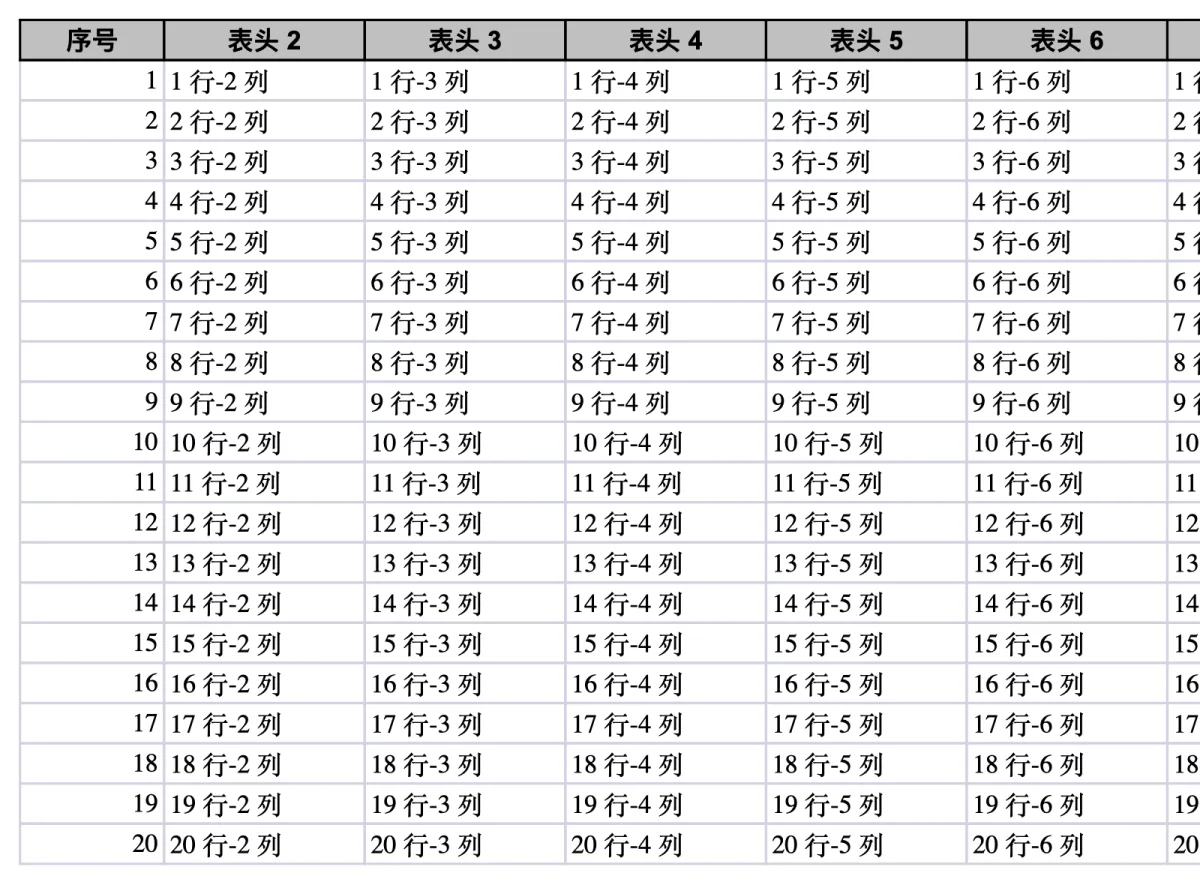 序号 表头 2 表头 3 表头 4 表头 5 表头 6
1 1 行-2 列 1 行-3 列 1 行-4 列 1 行-5 列 1 行-6 列 1
2 2 行-2 列 2 行-3 列 2 行-4 列 2 行-5 列 2 行-6 列 2
3 3 行-2 列 3 行-3 列 3 行-4 列 3 行-5 列 3 行-6 列 3
4 4 行-2 列 4 行-3 列 4 行-4 列 4 行-5 列 4 行-6 列 4
5 5 行-2 列 5 行-3 列 5 行-4 列 5 行-5 列 5 行-6 列 5
6 6 行-2 列 6 行-3 列 6 行-4 列 6 行-5 列 6 行-6 列 6
7 7 行-2 列 7 行-3 列 7 行-4 列 7 行-5 列 7 行-6 列 7
8 8 行-2 列 8 行-3 列 8 行-4 列 8 行-5 列 8 行-6 列 8
9 9 行-2 列 9 行-3 列 9 行-4 列 9 行-5 列 9 行-6 列 9
10 10 行-2 列 10 行-3 列 10 行-4 列 10 行-5 列 10 行-6 列 10
11 11 行-2 列 11 行-3 列 11 行-4 列 11 行-5 列 11 行-6 列 11
12 12 行-2 列 12 行-3 列 12 行-4 列 12 行-5 列 12 行-6 列 12
13 13 行-2 列 13 行-3 列 13 行-4 列 13 行-5 列 13 行-6 列 13
14 14 行-2 列 14 行-3 列 14 行-4 列 14 行-5 列 14 行-6 列 14
15 15 行-2 列 15 行-3 列 15 行-4 列 15 行-5 列 15 行-6 列 15
16 16 行-2 列 16 行-3 列 16 行-4 列 16 行-5 列 16 行-6 列 16
17 17 行-2 列 17 行-3 列 17 行-4 列 17 行-5 列 17 行-6 列 17
18 18 行-2 列 18 行-3 列 18 行-4 列 18 行-5 列 18 行-6 列 18
19 19 行-2 列 19 行-3 列 19 行-4 列 19 行-5 列 19 行-6 列 19
20 20 行-2 列 20 行-3 列 20 行-4 列 20 行-5 列 20 行-6 列 20